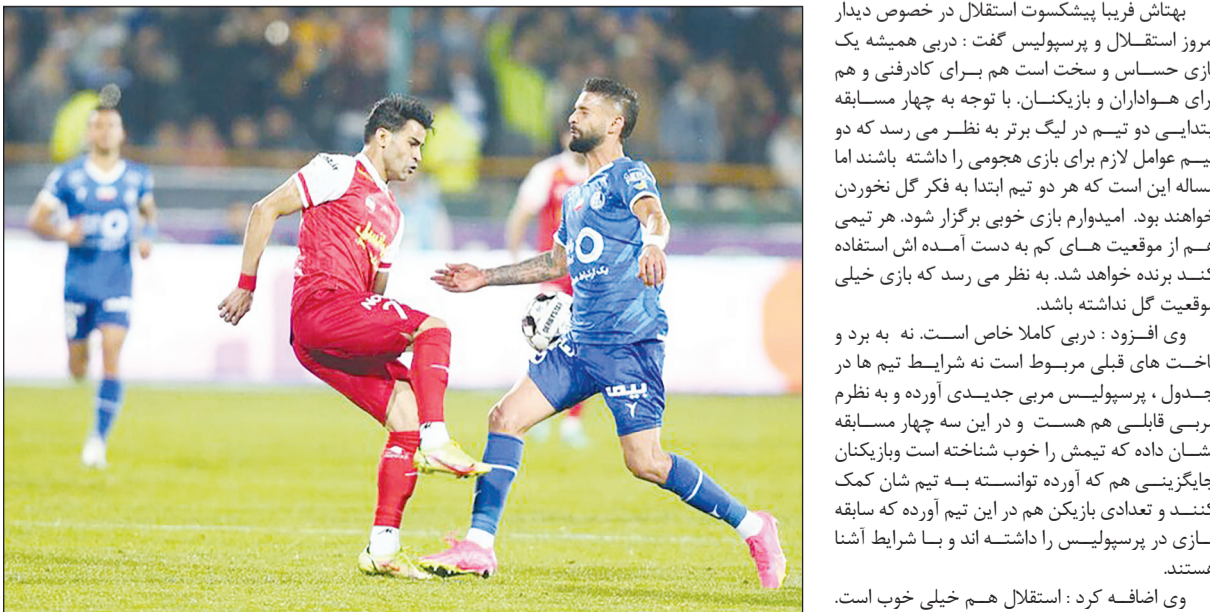 بهتاش فریبا پیشکسوت استقلال در خصوص دیدار
مروز استقلال و پرسپولیس گفت : دربی همیشه یک
ازی حساس و سخت است هم برای کادرفنی و هم
رای هواداران و بازیکنان. با توجه به چهار مسابقه
بتدایی دو تیم در لیگ برتر به نظر می رسد که دو
یم عوامل لازم برای بازی هجومی را داشته باشند اما
ساله این است که هر دو تیم ابتدا به فکر گل نخوردن
خواهند بود. امیدوارم بازی خوبی برگزار شود. هر تیمی
هم از موقعیت های کم به دست آمده اش استفاده
کند برنده خواهد شد. به نظر می رسد که بازی خیلی
موقعیت گل نداشته باشد.
وی افزود : دربی کاملا خاص است. نه به برد و
اخت های قبلی مربوط است نه شرایط تیم ها در
جدول ، پرسپولیس مربی جدیدی آورده و به نظرم
مربی قابلی هم هست و در این سه چهار مسابقه
شان داده که تیمش را خوب شناخته است وبازیکنان
جایگزینی هم که آورده توانسته به تیم شان کمک
کنند و تعدادی بازیکن هم در این تیم آورده که سابقه
ازی در پرسپولیس را داشته اند و با شرایط آشنا
هستند.
وی اضافه کرد : استقلال هم خیلی خوب است.
DERBYSTAR
بیمه
۲
7